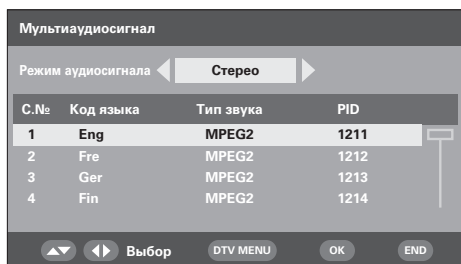 Мультиаудиосигнал
Режим аудиосигнала Стерео
С.№ Код языка Тип звука PID
1 Eng MPEG2 1211
2 Fre MPEG2 1212
3 Ger MPEG2 1213
4 Fin MPEG2 1214
Выбор DTV MENU OK END